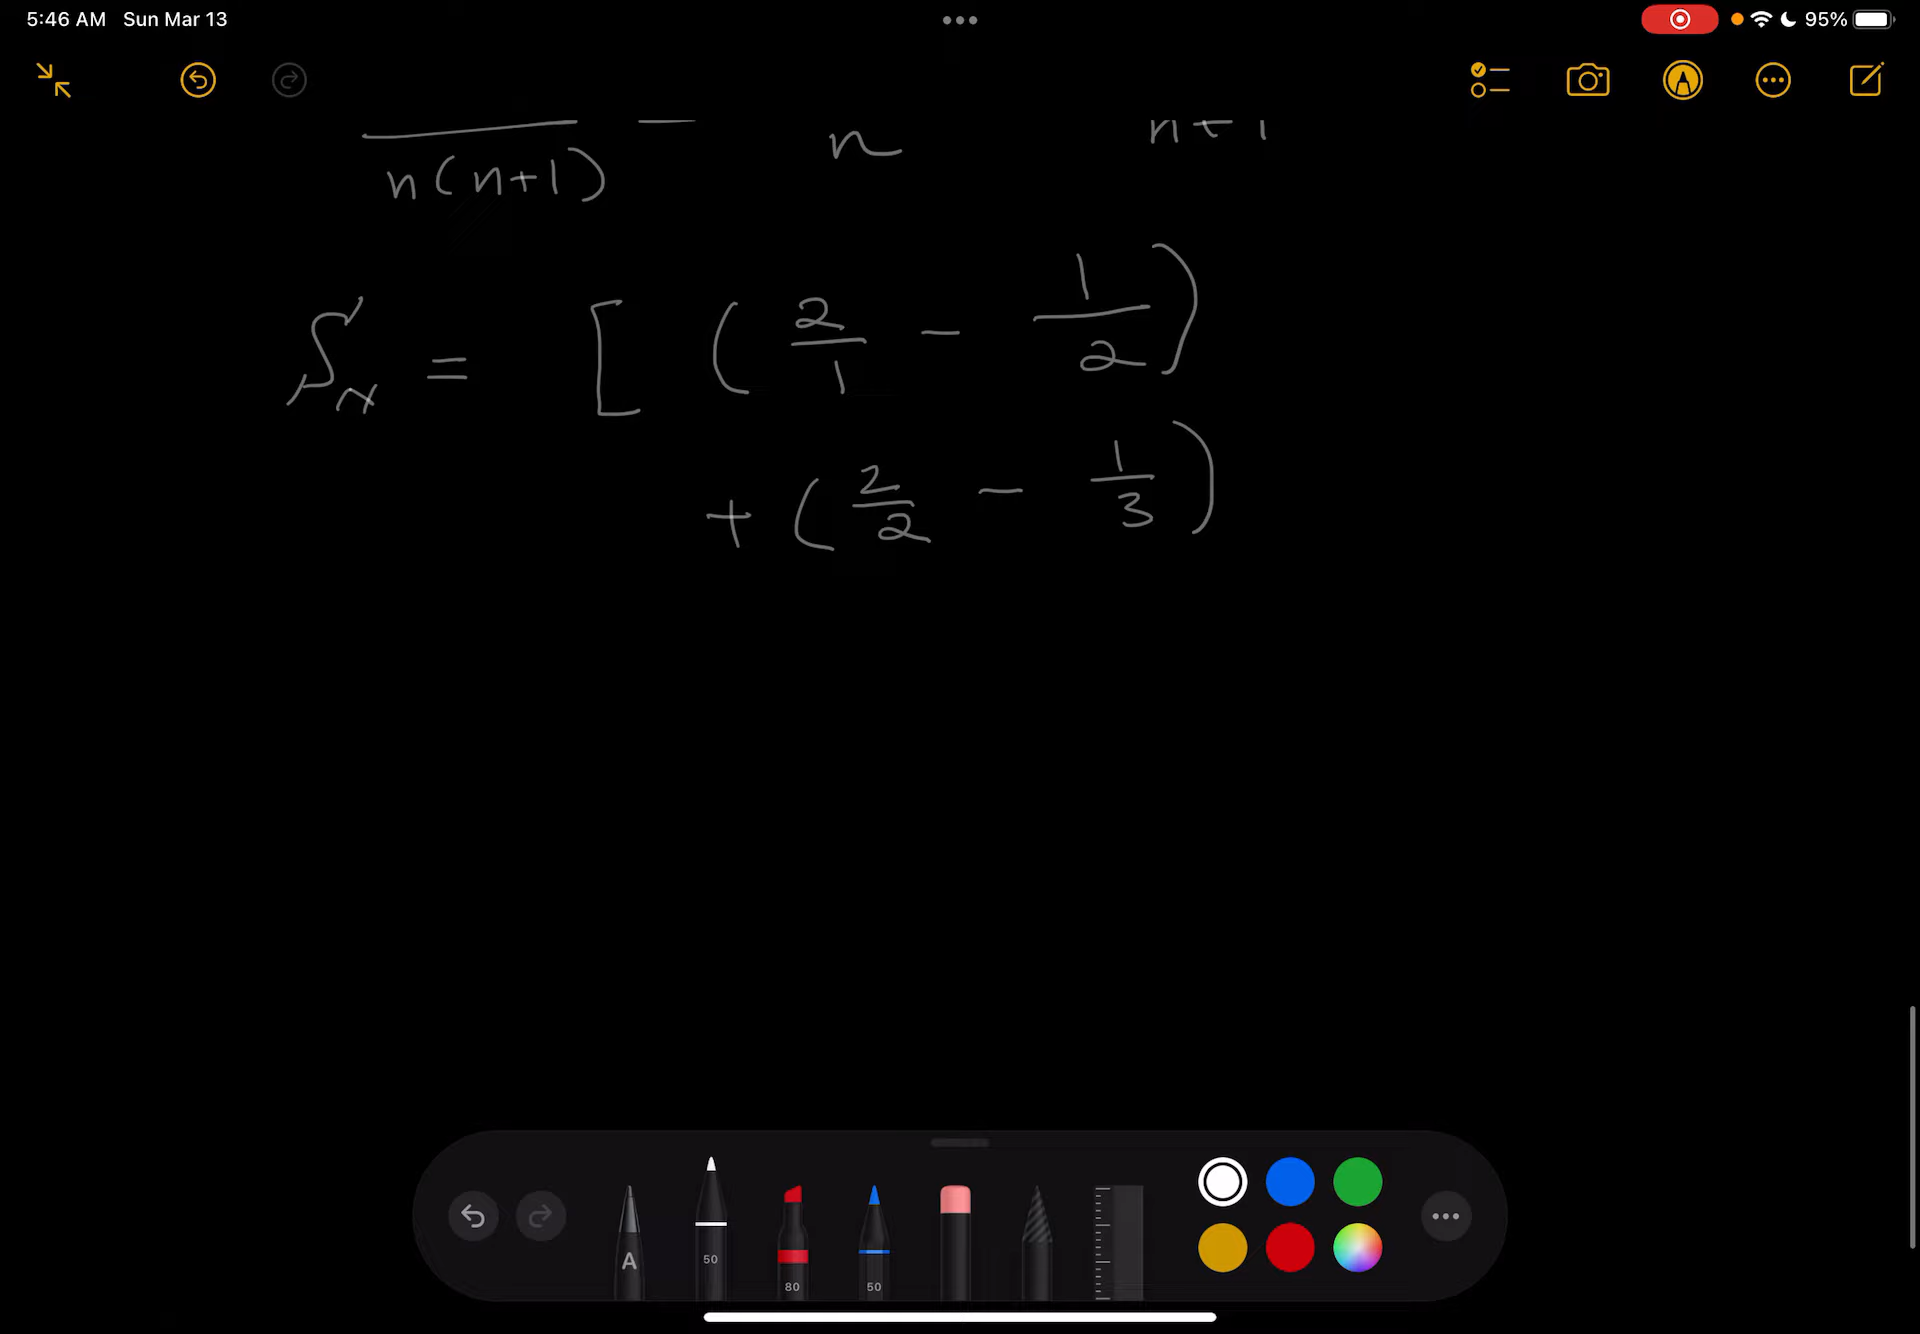 5:46 AM Sun Mar 13
95%
n(n+1) = n n+1
S_N = [ ( 2/1 - 1/2 )
+ ( 2/2 - 1/3 )
A
50
80
50